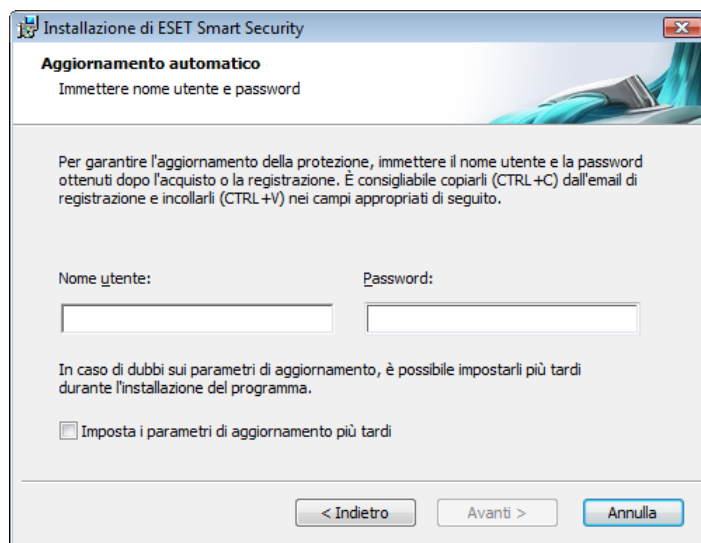 Installazione di ESET Smart Security
Aggiornamento automatico
Immettere nome utente e password
Per garantire l'aggiornamento della protezione, immettere il nome utente e la password
ottenuti dopo l'acquisto o la registrazione. È consigliabile copiarli (CTRL+C) dall'email di
registrazione e incollarli (CTRL+V) nei campi appropriati di seguito.
Nome utente: Password:
In caso di dubbi sui parametri di aggiornamento, è possibile impostarli più tardi
durante l'installazione del programma.
Imposta i parametri di aggiornamento più tardi
< Indietro Avanti > Annulla